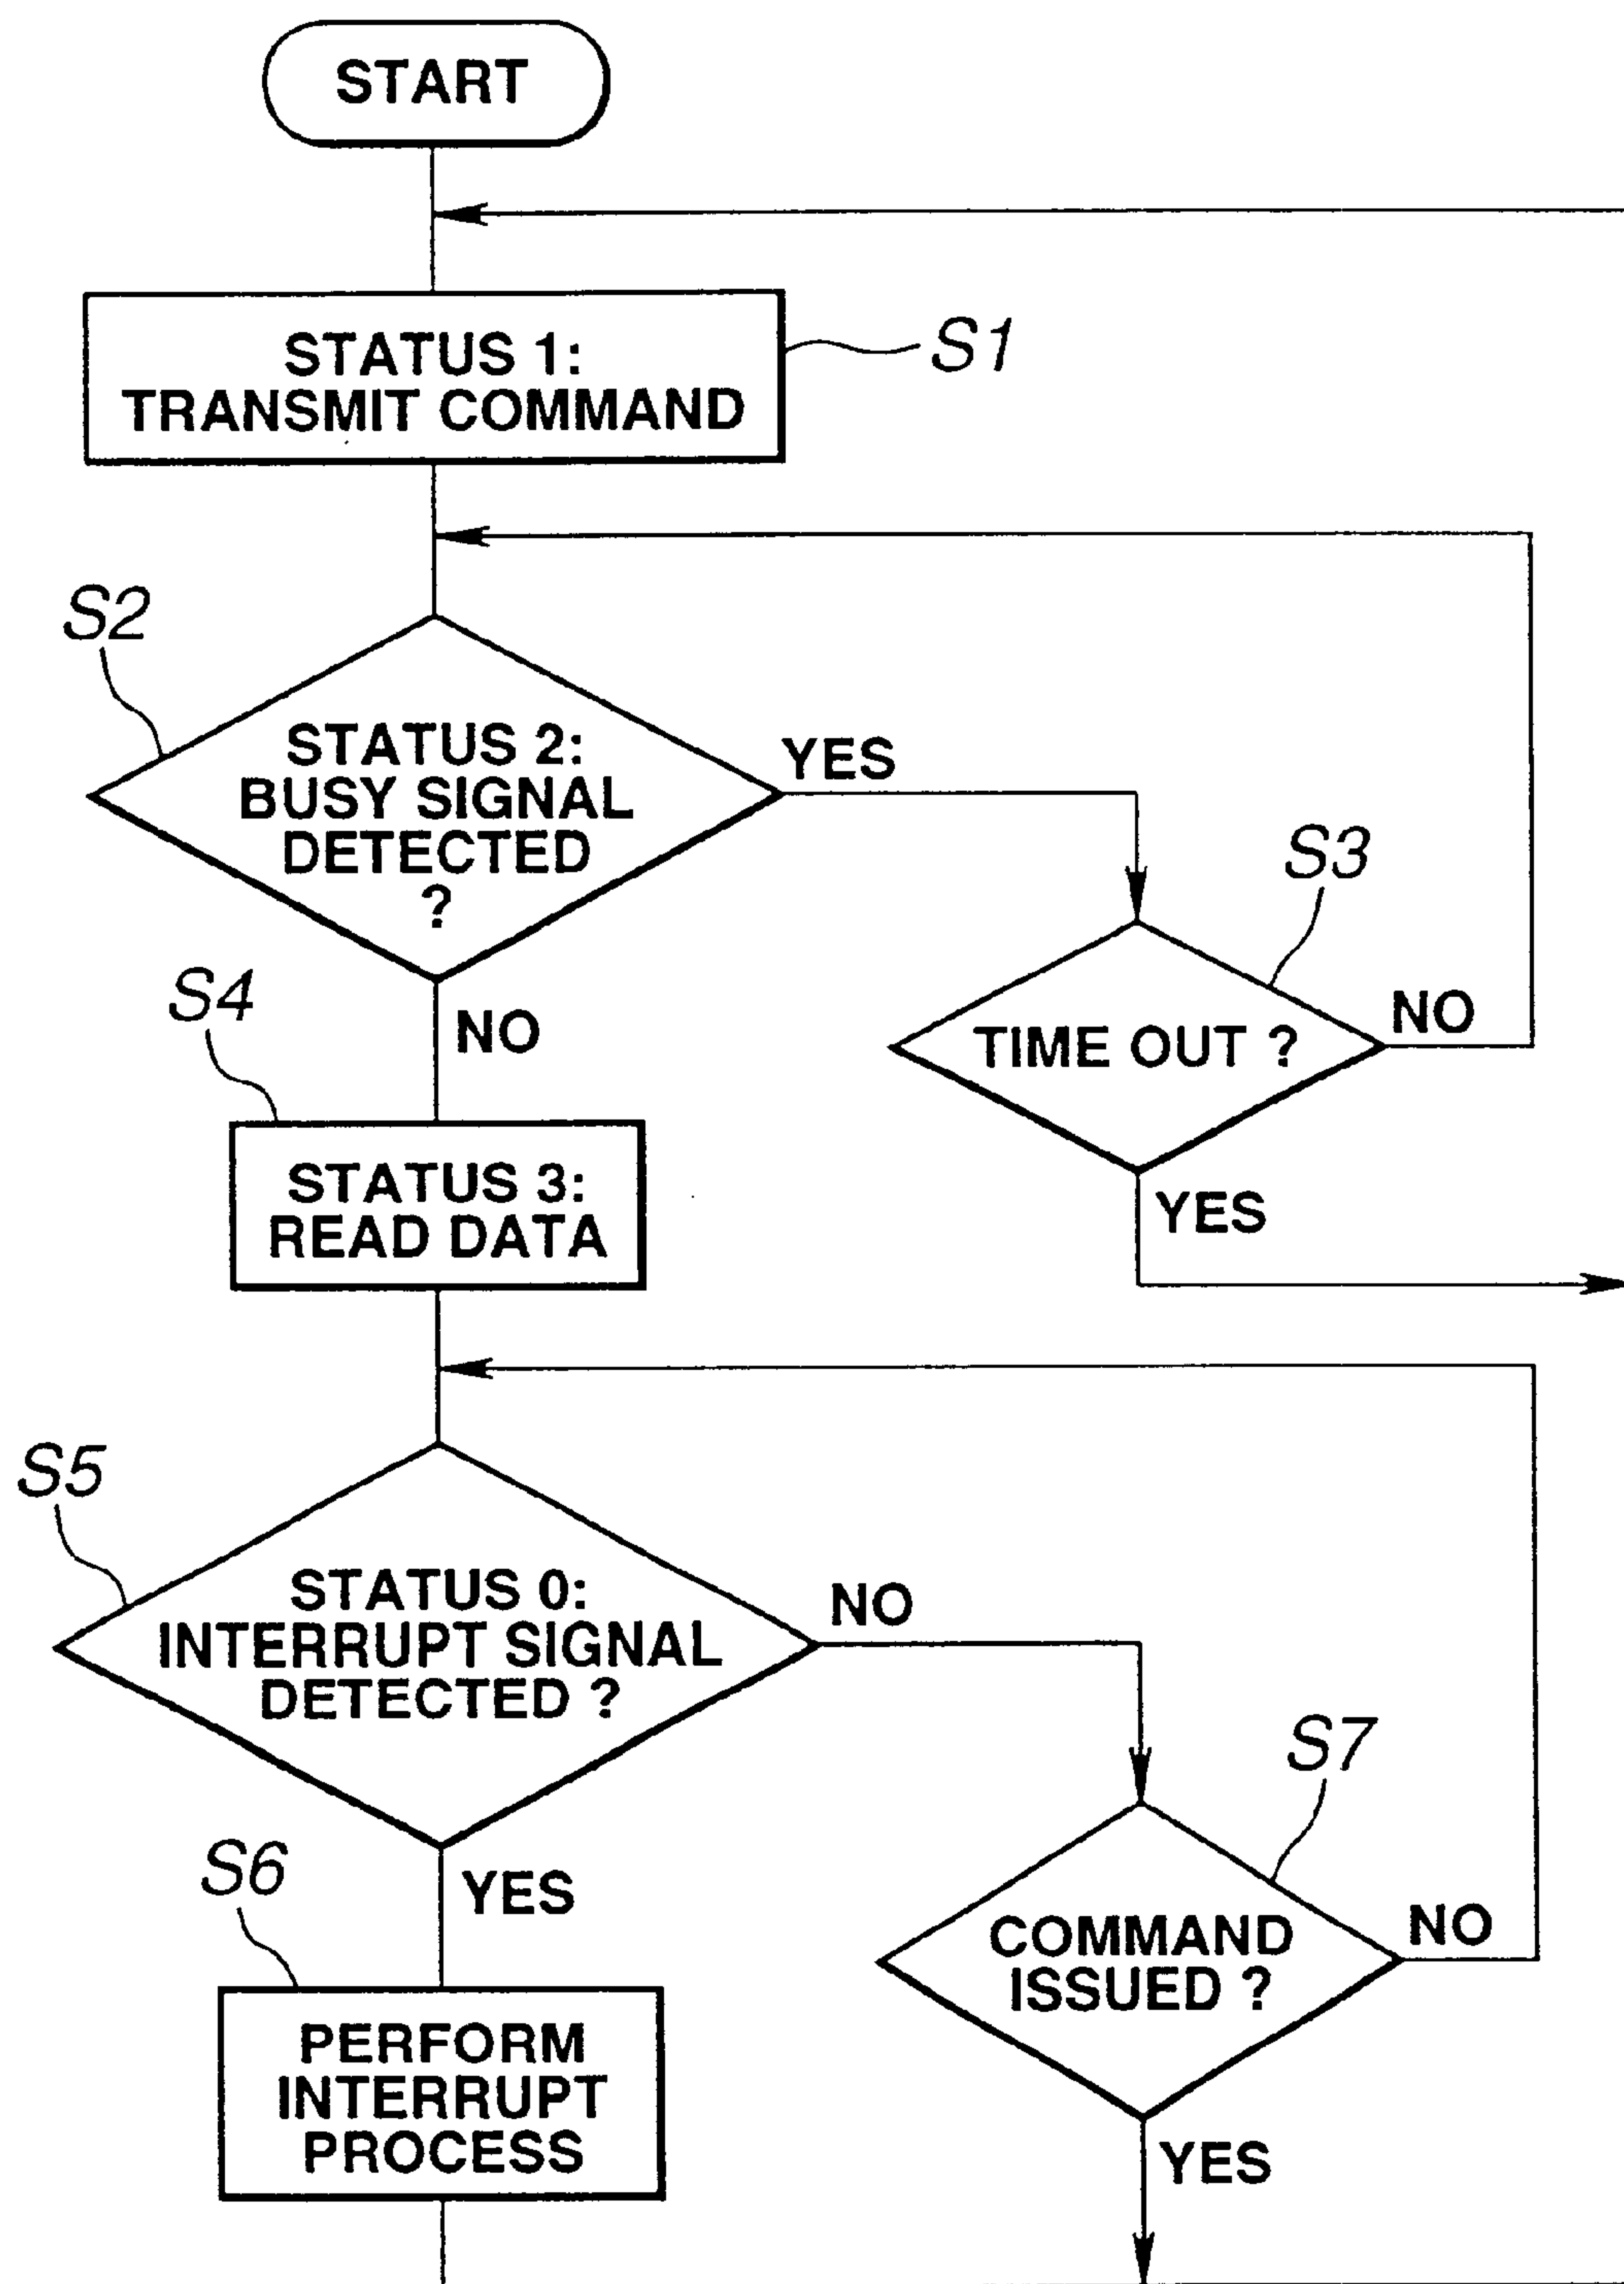 START
STATUS 1:
TRANSMIT COMMAND
S1
S2
STATUS 2:
BUSY SIGNAL
DETECTED
?
YES
S3
TIME OUT ?
NO
YES
NO
S4
STATUS 3:
READ DATA
S5
STATUS 0:
INTERRUPT SIGNAL
DETECTED ?
NO
S7
COMMAND
ISSUED ?
NO
YES
YES
S6
PERFORM
INTERRUPT
PROCESS